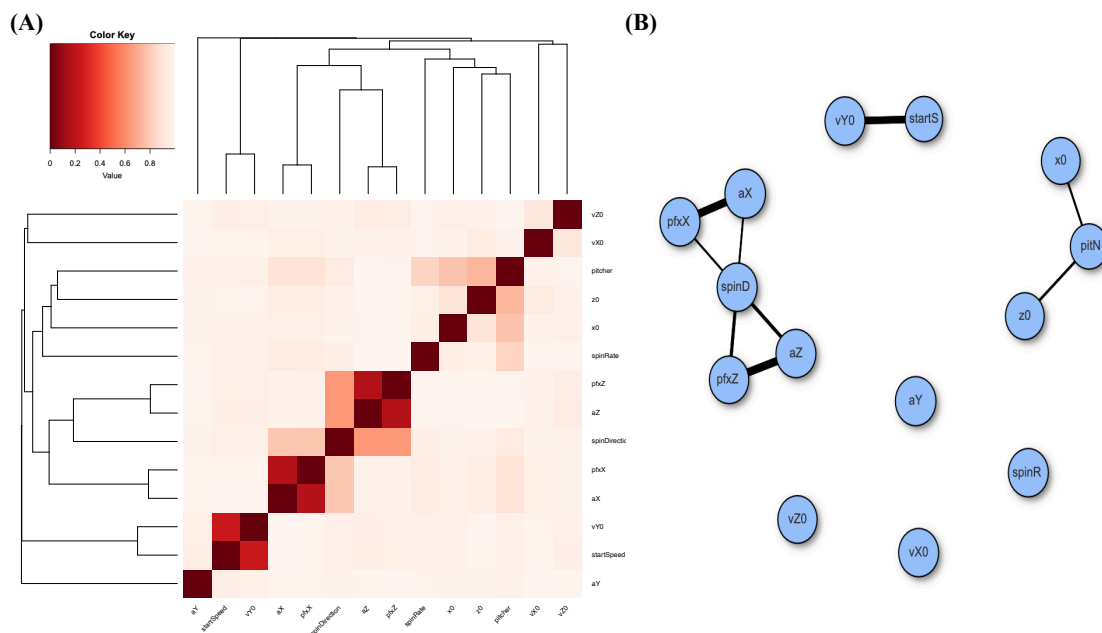 (A)
Color Key
0 0.2 0.4 0.6 0.8
Value
vZ0
vX0
pitcher
z0
x0
spinRate
pfxZ
aZ
spinDirectic
pfxX
aX
vY0
startSpeed
aY
aY
startSpeed
vY0
aX
pfxX
spinDirection
aZ
pfxZ
spinRate
x0
z0
pitcher
vX0
vZ0
(B)
vY0
startS
x0
aX
pfxX
pitN
spinD
z0
aZ
pfxZ
aY
spinR
vZ0
vX0